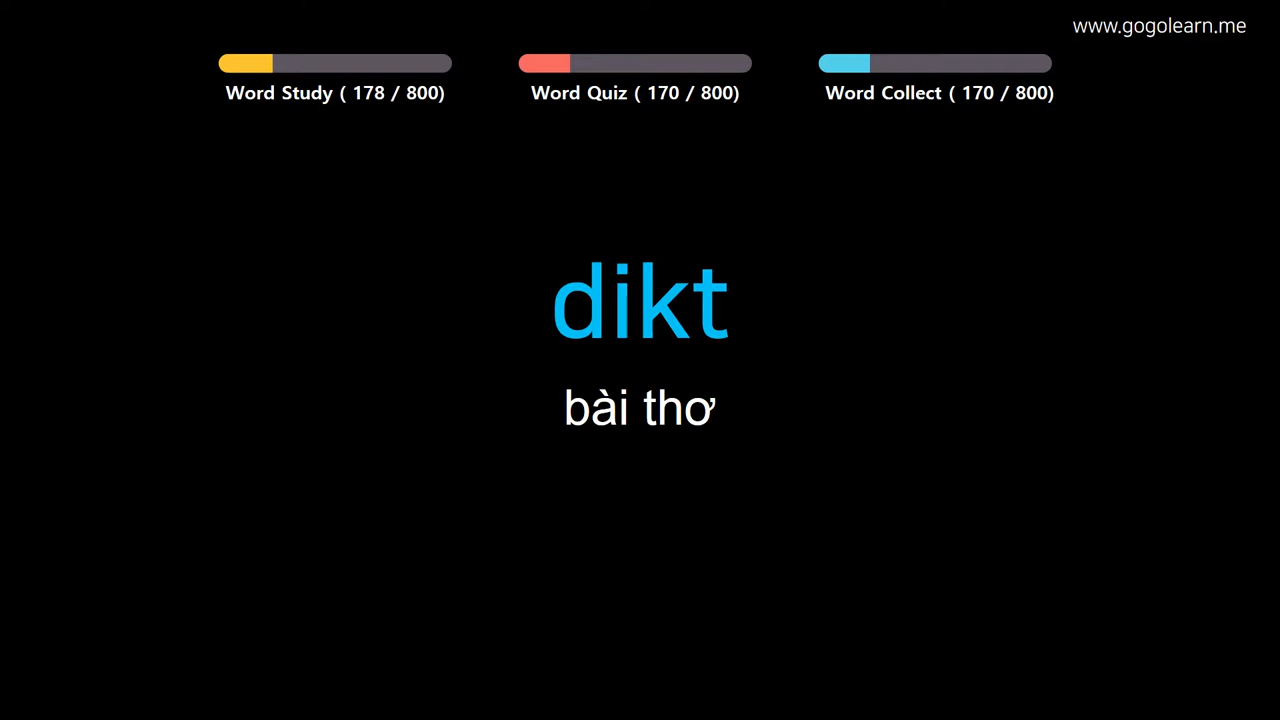 www.gogolearn.me
Word Study ( 178 / 800)
Word Quiz ( 170 / 800)
Word Collect ( 170 / 800)
dikt
bài thơ